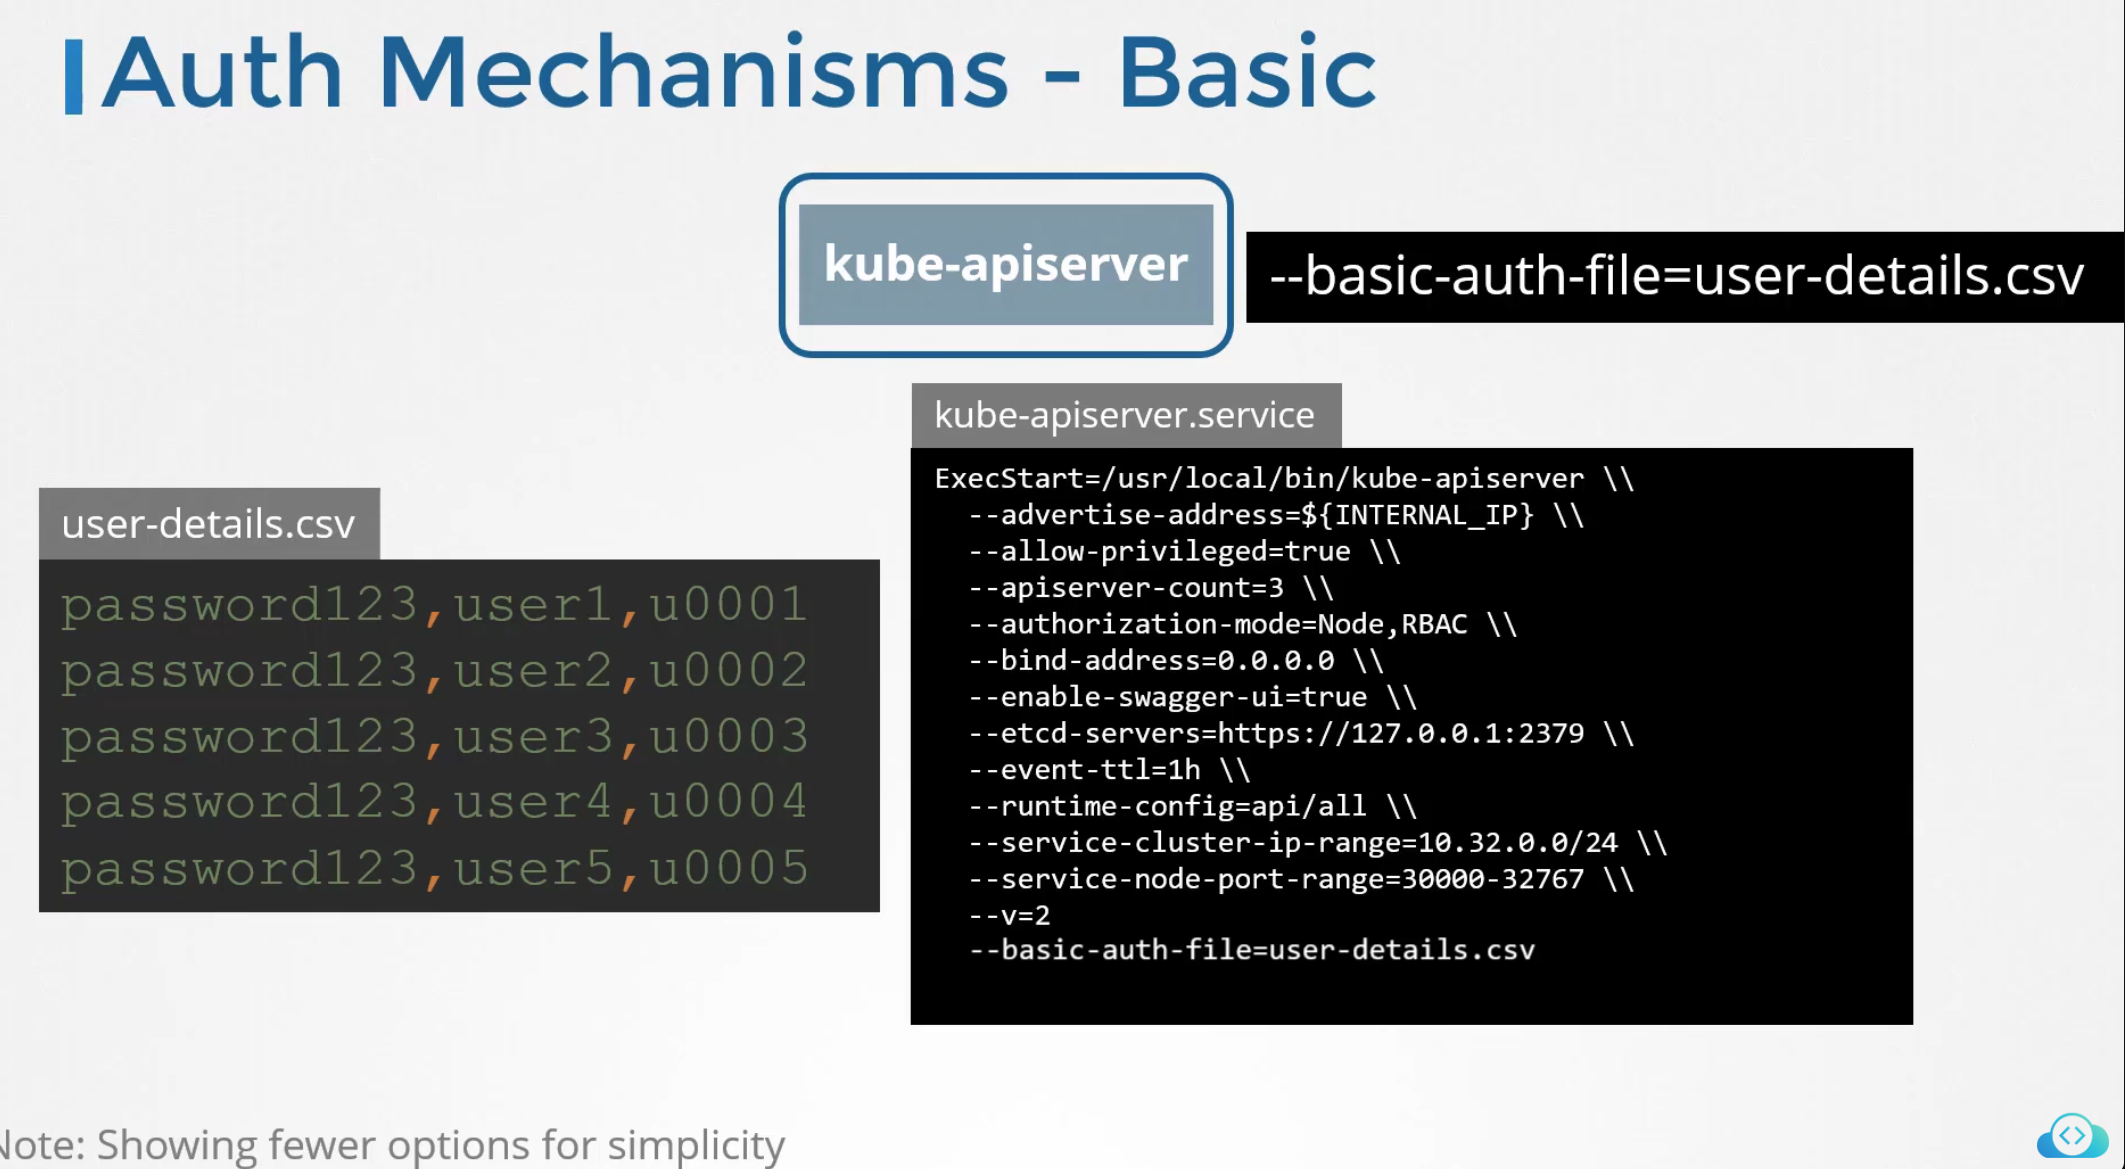 Auth Mechanisms - Basic
kube-apiserver
--basic-auth-file=user-details.csv
kube-apiserver.service
ExecStart=/usr/local/bin/kube-apiserver \\
--advertise-address=${INTERNAL_IP} \\
--allow-privileged=true \\
--apiserver-count=3 \\
--authorization-mode=Node,RBAC \\
--bind-address=0.0.0.0 \\
--enable-swagger-ui=true \\
--etcd-servers=https://127.0.0.1:2379 \\
--event-ttl=1h \\
--runtime-config=api/all \\
--service-cluster-ip-range=10.32.0.0/24 \\
--service-node-port-range=30000-32767 \\
--v=2
--basic-auth-file=user-details.csv
user-details.csv
password123,user1,u0001
password123,user2,u0002
password123,user3,u0003
password123,user4,u0004
password123,user5,u0005
Note: Showing fewer options for simplicity